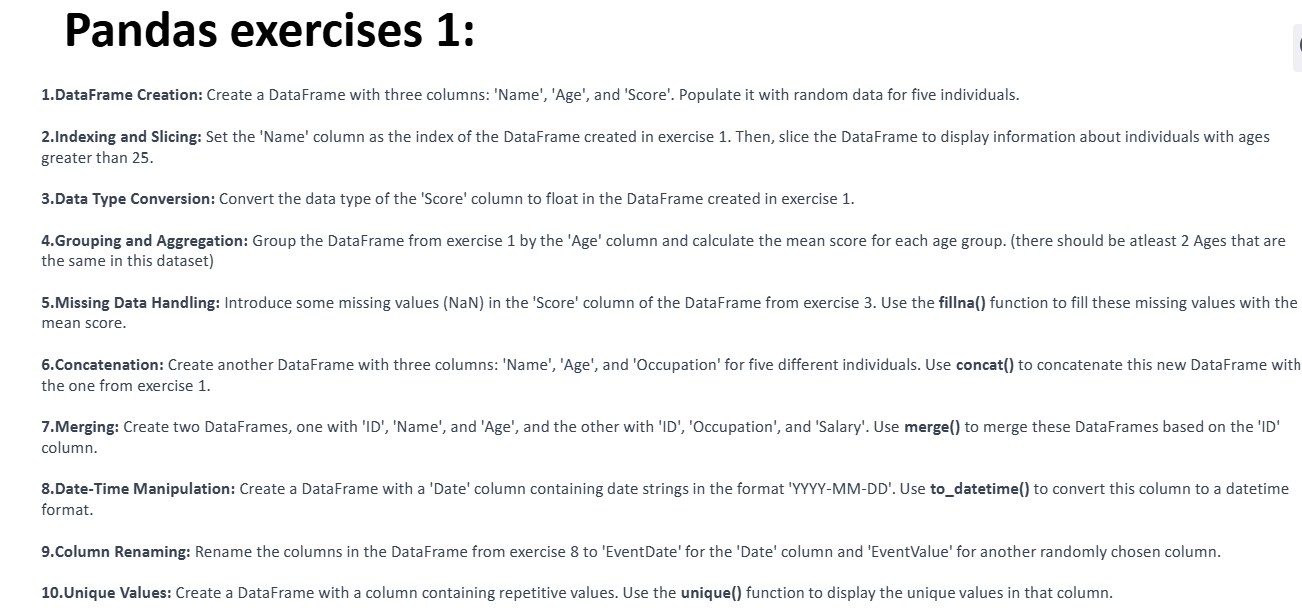 Pandas exercises 1:
1.DataFrame Creation: Create a DataFrame with three columns: 'Name', 'Age', and 'Score'. Populate it with random data for five individuals.
2.Indexing and Slicing: Set the 'Name' column as the index of the DataFrame created in exercise 1. Then, slice the DataFrame to display information about individuals with ages
greater than 25.
3.Data Type Conversion: Convert the data type of the 'Score' column to float in the DataFrame created in exercise 1.
4.Grouping and Aggregation: Group the DataFrame from exercise 1 by the 'Age' column and calculate the mean score for each age group. (there should be atleast 2 Ages that are
the same in this dataset)
5.Missing Data Handling: Introduce some missing values (NaN) in the 'Score' column of the DataFrame from exercise 3. Use the fillna() function to fill these missing values with the
mean score.
6.Concatenation: Create another DataFrame with three columns: 'Name', 'Age', and 'Occupation' for five different individuals. Use concat() to concatenate this new DataFrame with
the one from exercise 1.
7.Merging: Create two DataFrames, one with 'ID', 'Name', and 'Age', and the other with 'ID', 'Occupation', and 'Salary'. Use merge() to merge these DataFrames based on the 'ID'
column.
8.Date-Time Manipulation: Create a DataFrame with a 'Date' column containing date strings in the format 'YYYY-MM-DD'. Use to_datetime() to convert this column to a datetime
format.
9.Column Renaming: Rename the columns in the DataFrame from exercise 8 to 'EventDate' for the 'Date' column and 'EventValue' for another randomly chosen column.
10.Unique Values: Create a DataFrame with a column containing repetitive values. Use the unique() function to display the unique values in that column.